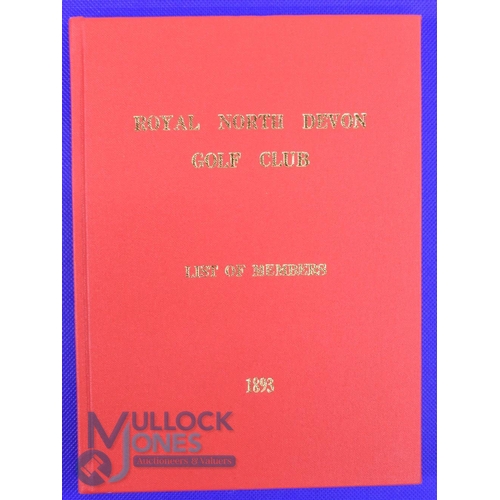 ROYAL NORTH DEVON
GOLF CLUB
LIST OF MEMBERS
1893
MULLOCK
JONES
Auctioneers & Valuers